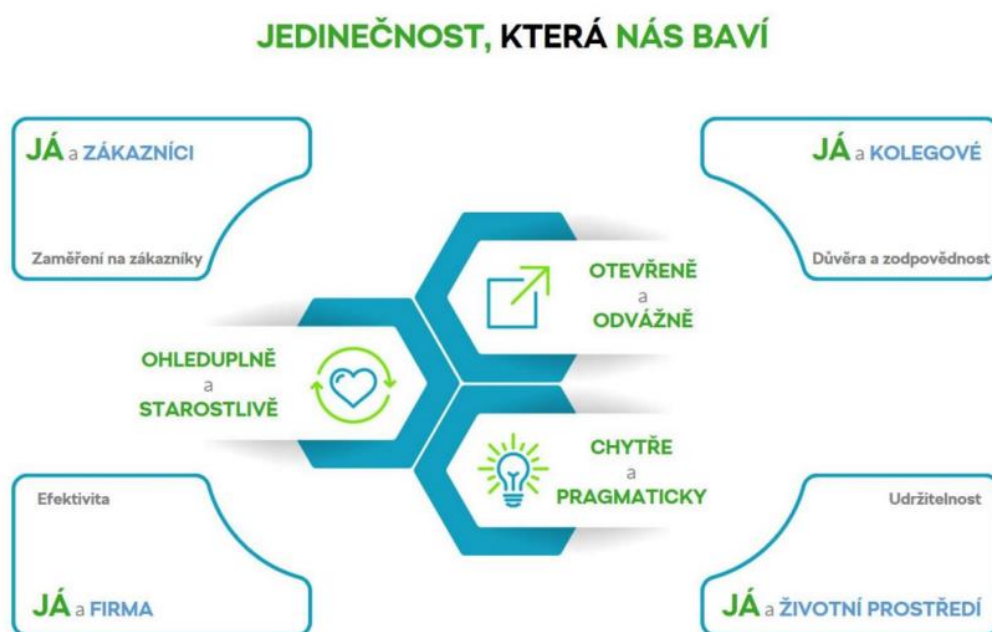 JEDINEČNOST, KTERÁ NÁS BAVÍ
JÁ a ZÁKAZNÍCI
Zaměření na zákazníky
JÁ a KOLEGOVÉ
Důvěra a zodpovědnost
OTEVŘENĚ
a
ODVÁŽNĚ
OHLEDUPLNĚ
a
STAROSTLIVĚ
CHYTŘE
a
PRAGMATICKY
Efektivita
JÁ a FIRMA
Udržitelnost
JÁ a ŽIVOTNÍ PROSTŘEDÍ